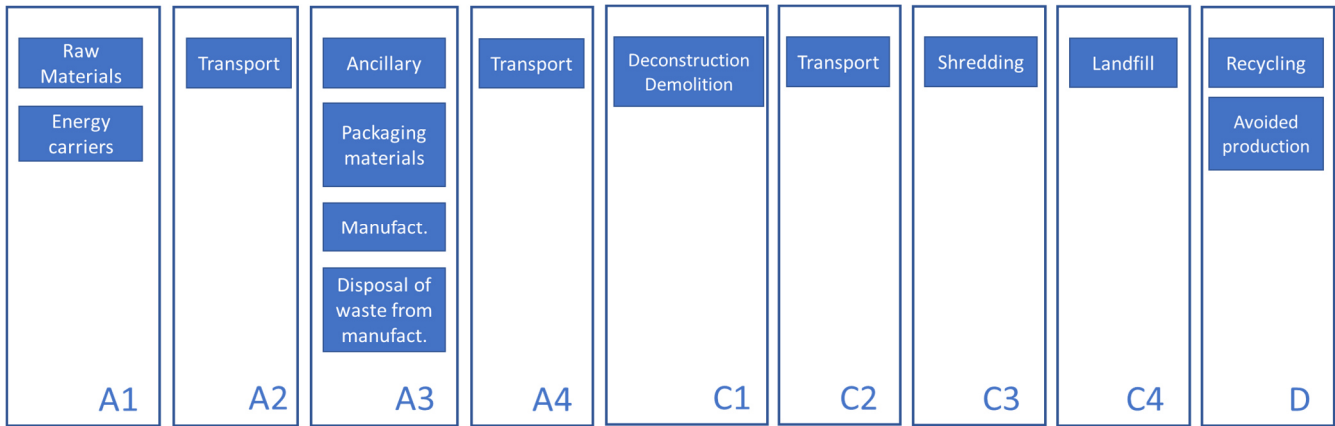 Raw
Materials
Energy
carriers
A1
Transport
A2
Ancillary
Packaging
materials
Manufact.
Disposal of
waste from
manufact.
A3
Transport
A4
Deconstruction
Demolition
C1
Transport
C2
Shredding
C3
Landfill
C4
Recycling
Avoided
production
D